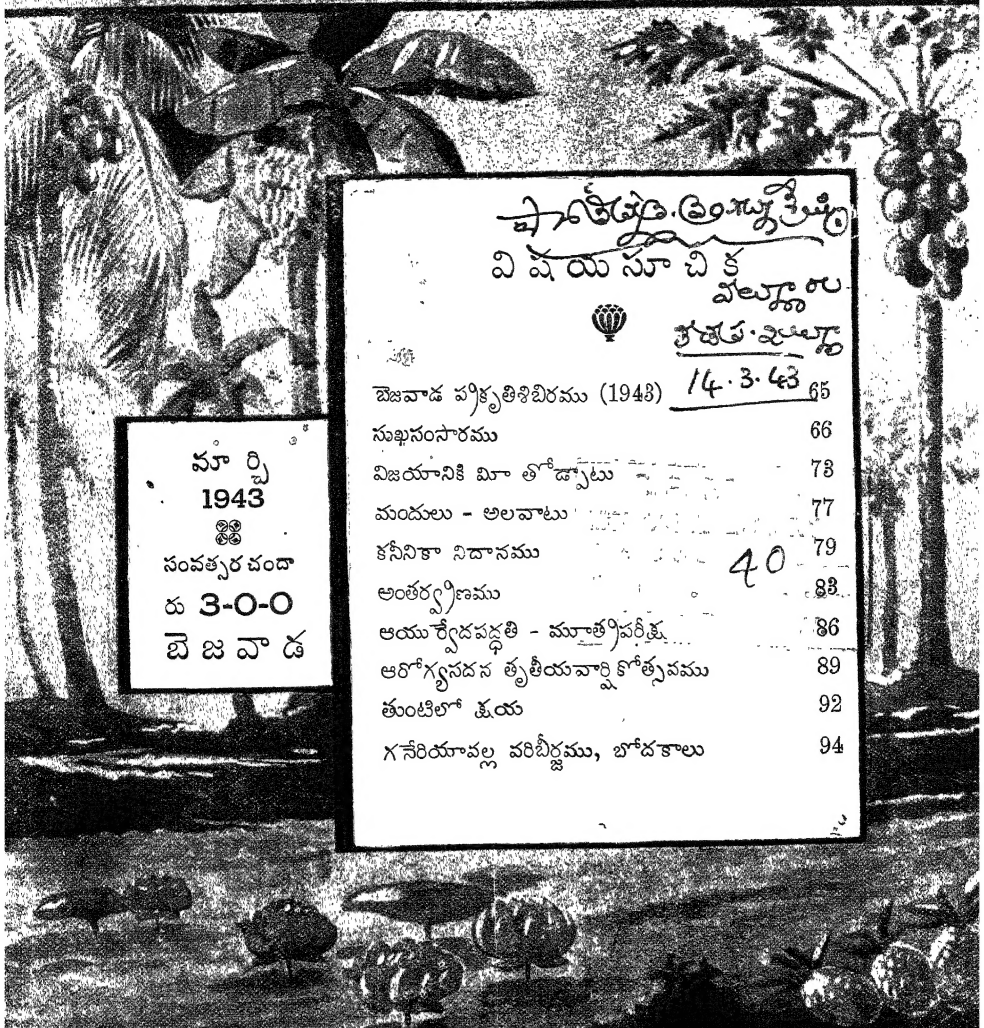 విషయసూచిక
కడప జిల్లా
14.3.43
బెజవాడ ప్రకృతిశిబిరము (1943) 65
సుఖసంసారము 66
విజయానికి మీ తోడ్పాటు 73
మందులు - అలవాటు 77
కనీనికా నిదానము 79
40
అంతర్వ్రణము 83
ఆయుర్వేదపద్ధతి - మూత్రపరీక్ష 86
ఆరోగ్యసదన తృతీయవార్షికోత్సవము 89
తుంటిలో క్షయ 92
గనేరియావల్ల వరిబీర్జము, బోదకాలు 94
మార్చి
1943
సంవత్సర చందా
రు 3-0-0
బెజవాడ